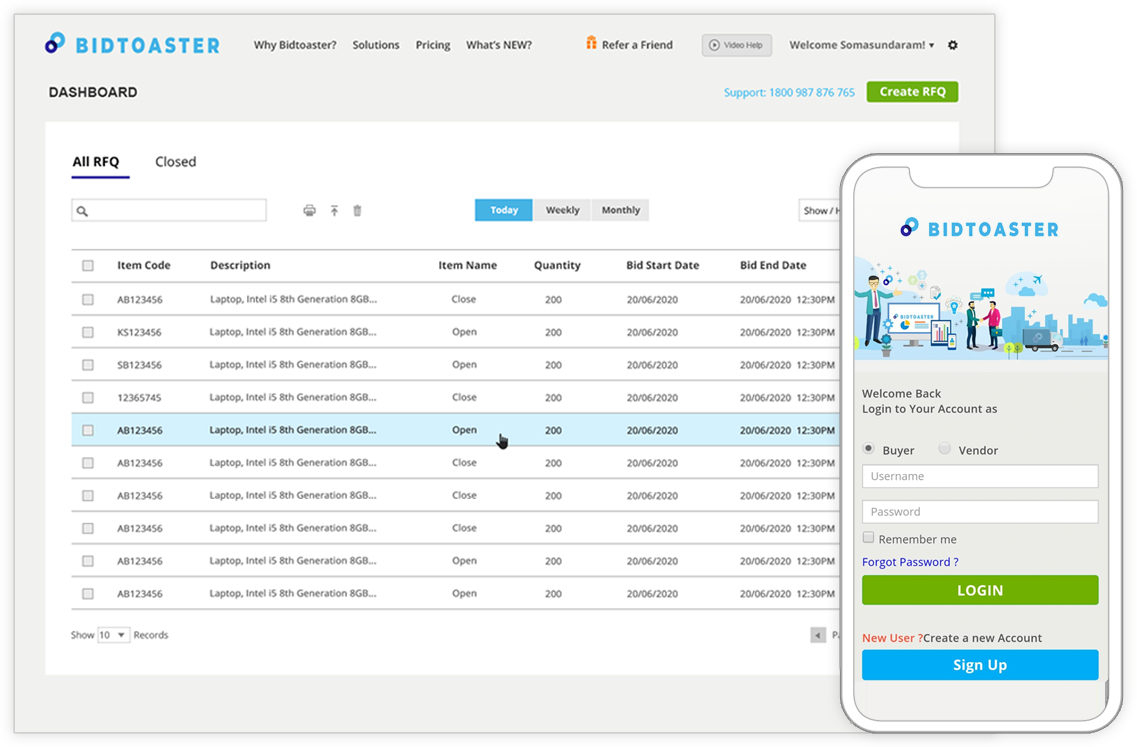 BIDTOASTER Why Bidtoaster? Solutions Pricing What's NEW? Refer a Friend Video Help Welcome Somasundaram!
DASHBOARD Support: 1800 987 876 765 Create RFQ
All RFQ Closed
Today Weekly Monthly Show /
Item Code Description Item Name Quantity Bid Start Date Bid End Date
AB123456 Laptop, Intel i5 8th Generation 8GB... Close 200 20/06/2020 20/06/2020 12:30PM
KS123456 Laptop, Intel i5 8th Generation 8GB... Open 200 20/06/2020 20/06/2020 12:30PM
SB123456 Laptop, Intel i5 8th Generation 8GB... Open 200 20/06/2020 20/06/2020 12:30PM
12365745 Laptop, Intel i5 8th Generation 8GB... Close 200 20/06/2020 20/06/2020 12:30PM
AB123456 Laptop, Intel i5 8th Generation 8GB... Open 200 20/06/2020 20/06/2020 12:30PM
AB123456 Laptop, Intel i5 8th Generation 8GB... Close 200 20/06/2020 20/06/2020 12:30PM
AB123456 Laptop, Intel i5 8th Generation 8GB... Close 200 20/06/2020 20/06/2020 12:30PM
AB123456 Laptop, Intel i5 8th Generation 8GB... Close 200 20/06/2020 20/06/2020 12:30PM
AB123456 Laptop, Intel i5 8th Generation 8GB... Open 200 20/06/2020 20/06/2020 12:30PM
AB123456 Laptop, Intel i5 8th Generation 8GB... Open 200 20/06/2020 20/06/2020 12:30PM
Show 10 Records
BIDTOASTER
BIDTOASTER
Welcome Back
Login to Your Account as
Buyer Vendor
Username
Password
Remember me
Forgot Password ?
LOGIN
New User ?Create a new Account
Sign Up